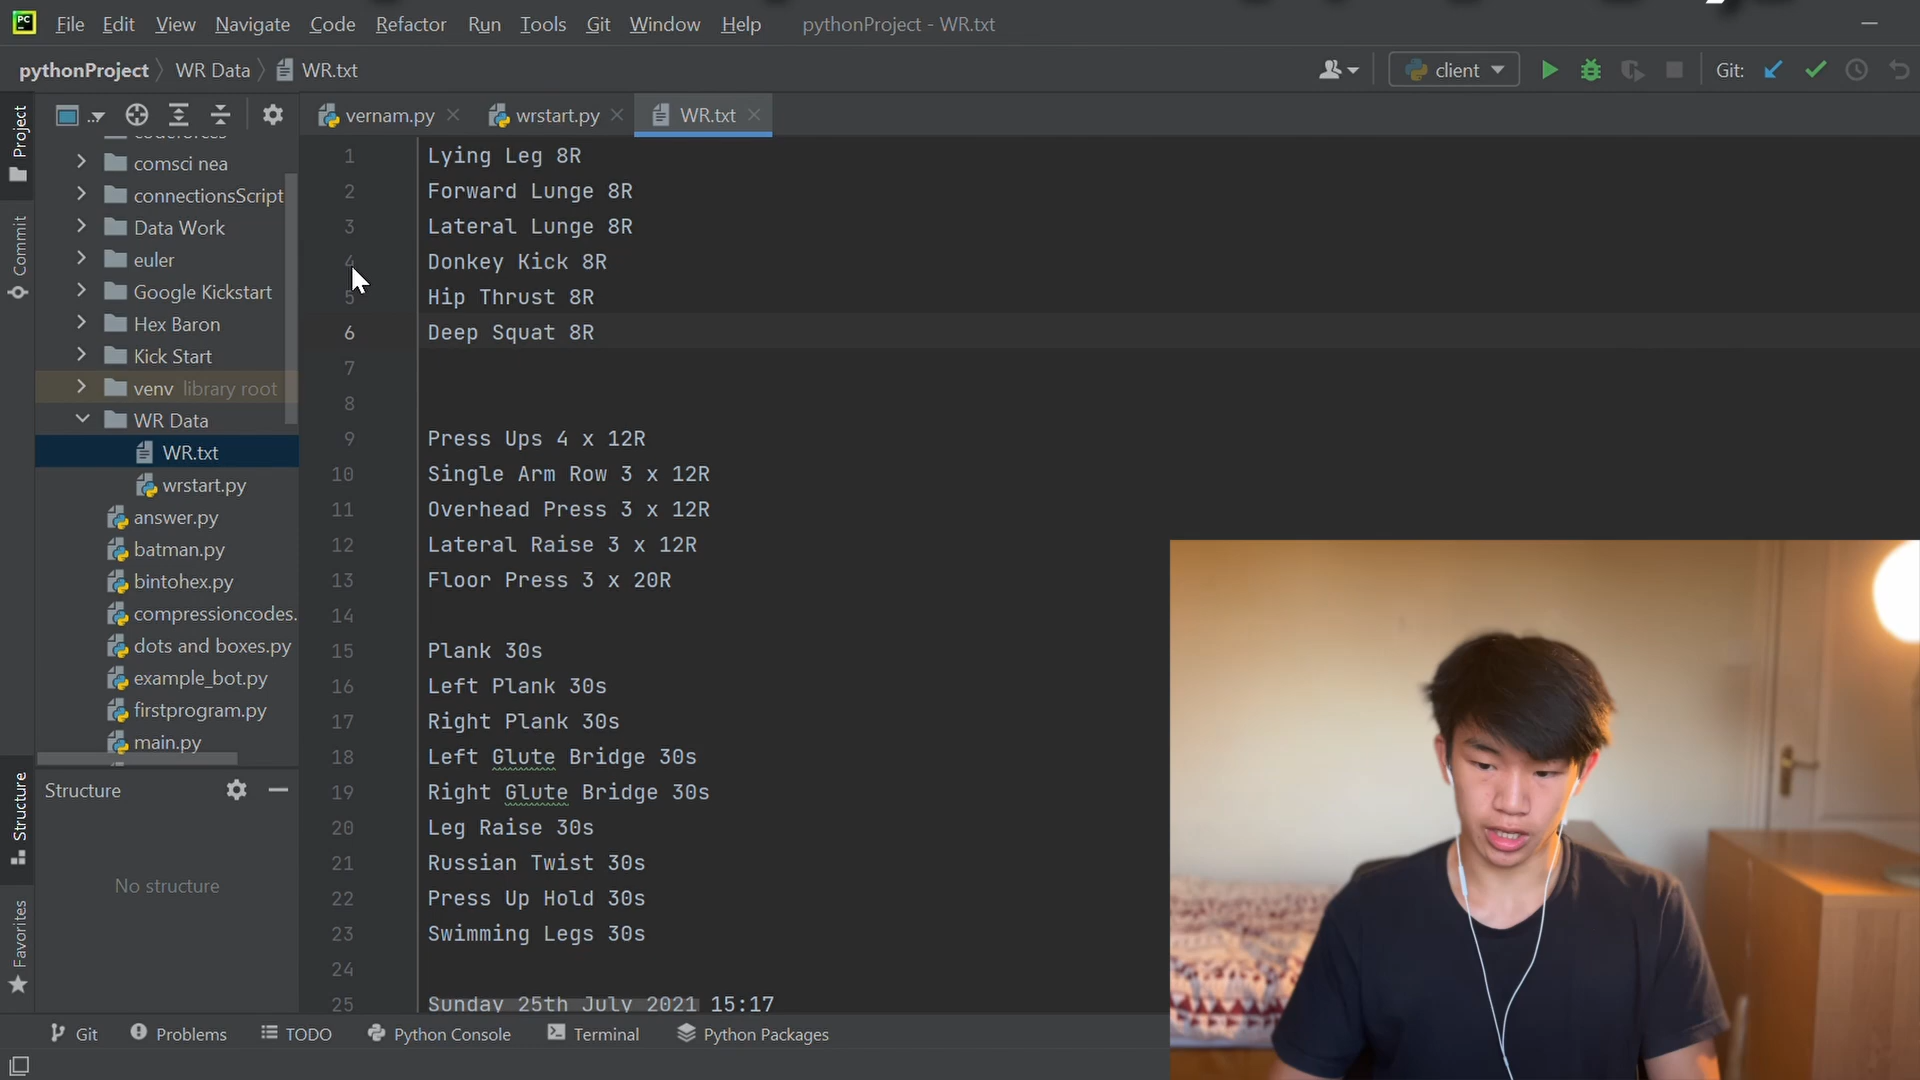 PC File Edit View Navigate Code Refactor Run Tools Git Window Help pythonProject - WR.txt
pythonProject WR Data WR.txt client Git:
vernam.py wrstart.py WR.txt
Project
Commit
Structure
Favorites
comsci nea
connectionsScript
Data Work
euler
Google Kickstart
Hex Baron
Kick Start
venv library root
WR Data
WR.txt
wrstart.py
answer.py
batman.py
bintohex.py
compressioncodes.
dots and boxes.py
example_bot.py
firstprogram.py
main.py
Structure
No structure
1 Lying Leg 8R
2 Forward Lunge 8R
3 Lateral Lunge 8R
4 Donkey Kick 8R
5 Hip Thrust 8R
6 Deep Squat 8R
7
8
9 Press Ups 4 x 12R
10 Single Arm Row 3 x 12R
11 Overhead Press 3 x 12R
12 Lateral Raise 3 x 12R
13 Floor Press 3 x 20R
14
15 Plank 30s
16 Left Plank 30s
17 Right Plank 30s
18 Left Glute Bridge 30s
19 Right Glute Bridge 30s
20 Leg Raise 30s
21 Russian Twist 30s
22 Press Up Hold 30s
23 Swimming Legs 30s
24
25 Sunday 25th July 2021 15:17
Git Problems TODO Python Console Terminal Python Packages